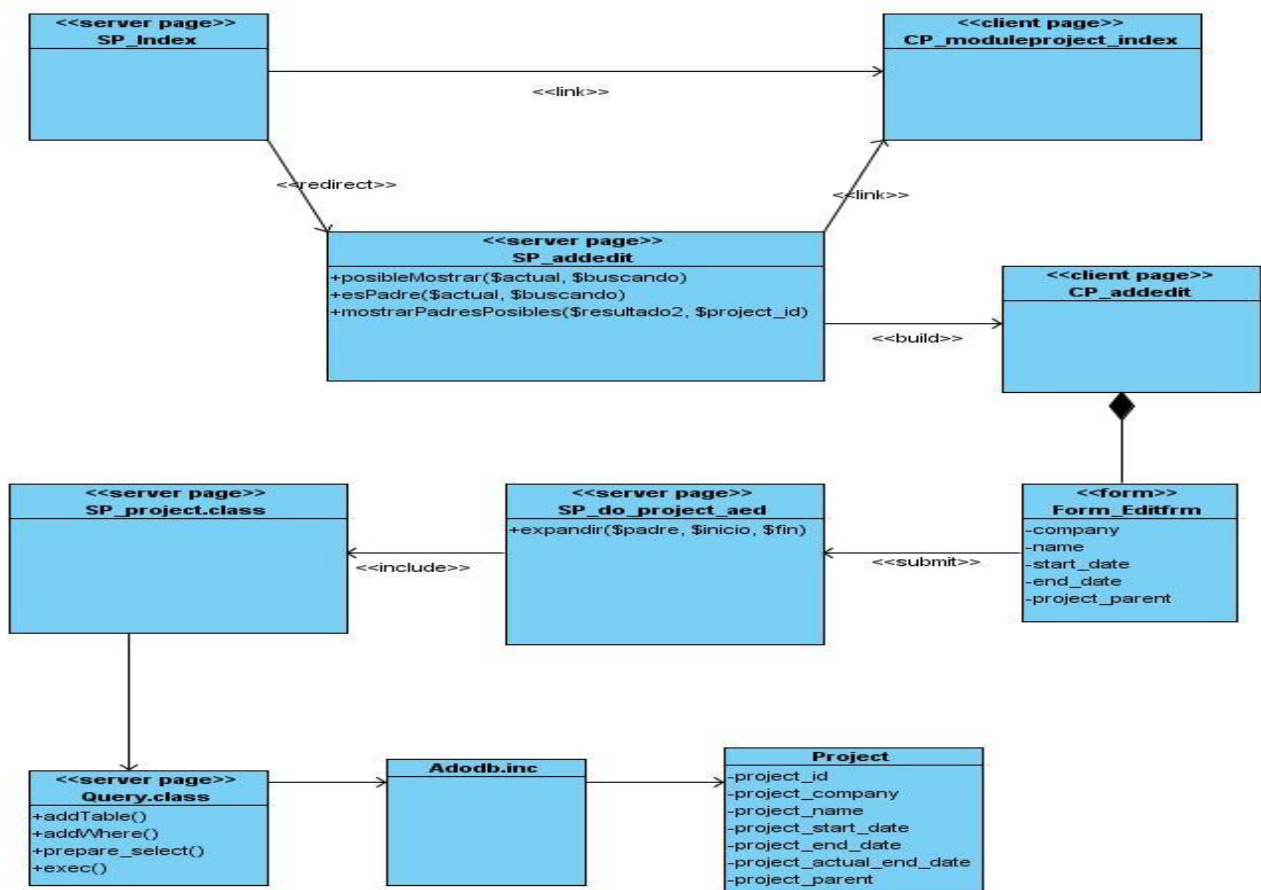 <<server page>>
SP_Index
<<client page>>
CP_moduleproject_index
<<link>>
<<redirect>>
<<link>>
<<server page>>
SP_addedit
+posibleMostrar($actual, $buscando)
+esPadre($actual, $buscando)
+mostrarPadresPosibles($resultado2, $project_id)
<<build>>
<<client page>>
CP_addedit
<<server page>>
SP_project.class
<<include>>
<<server page>>
SP_do_project_aed
+expandir($padre, $inicio, $fin)
<<submit>>
<<form>>
Form_Editfrm
-company
-name
-start_date
-end_date
-project_parent
<<server page>>
Query.class
+addTable()
+addWhere()
+prepare_select()
+exec()
Adodb.inc
Project
-project_id
-project_company
-project_name
-project_start_date
-project_end_date
-project_actual_end_date
-project_parent